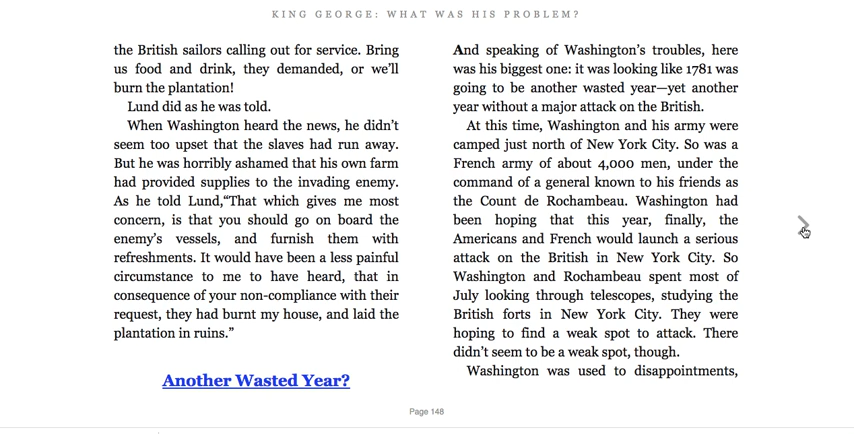 KING GEORGE: WHAT WAS HIS PROBLEM?
the British sailors calling out for service. Bring
us food and drink, they demanded, or we'll
burn the plantation!
Lund did as he was told.
When Washington heard the news, he didn't
seem too upset that the slaves had run away.
But he was horribly ashamed that his own farm
had provided supplies to the invading enemy.
As he told Lund,“That which gives me most
concern, is that you should go on board the
enemy's vessels, and furnish them with
refreshments. It would have been a less painful
circumstance to me to have heard, that in
consequence of your non-compliance with their
request, they had burnt my house, and laid the
plantation in ruins.”
Another Wasted Year?
And speaking of Washington's troubles, here
was his biggest one: it was looking like 1781 was
going to be another wasted year—yet another
year without a major attack on the British.
At this time, Washington and his army were
camped just north of New York City. So was a
French army of about 4,000 men, under the
command of a general known to his friends as
the Count de Rochambeau. Washington had
been hoping that this year, finally, the
Americans and French would launch a serious
attack on the British in New York City. So
Washington and Rochambeau spent most of
July looking through telescopes, studying the
British forts in New York City. They were
hoping to find a weak spot to attack. There
didn't seem to be a weak spot, though.
Washington was used to disappointments,
Page 148